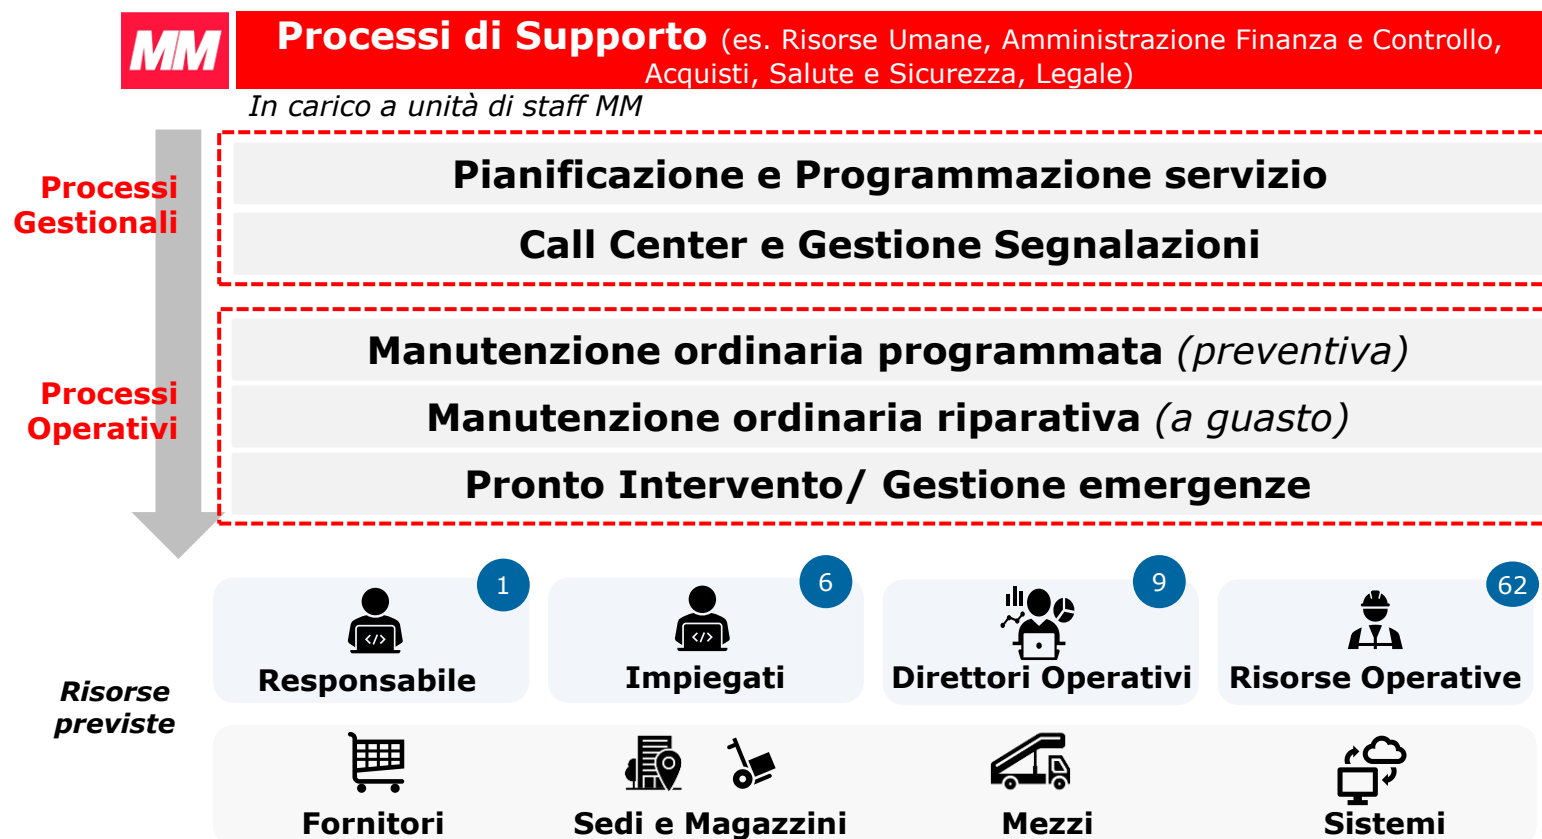 MM
Processi di Supporto (es. Risorse Umane, Amministrazione Finanza e Controllo,
Acquisti, Salute e Sicurezza, Legale)
In carico a unità di staff MM
Processi
Gestionali
Pianificazione e Programmazione servizio
Call Center e Gestione Segnalazioni
Processi
Operativi
Manutenzione ordinaria programmata (preventiva)
Manutenzione ordinaria riparativa (a guasto)
Pronto Intervento/ Gestione emergenze
Risorse
previste
1
</>
Responsabile
6
</>
Impiegati
9
Direttori Operativi
62
Risorse Operative
Fornitori
Sedi e Magazzini
Mezzi
Sistemi